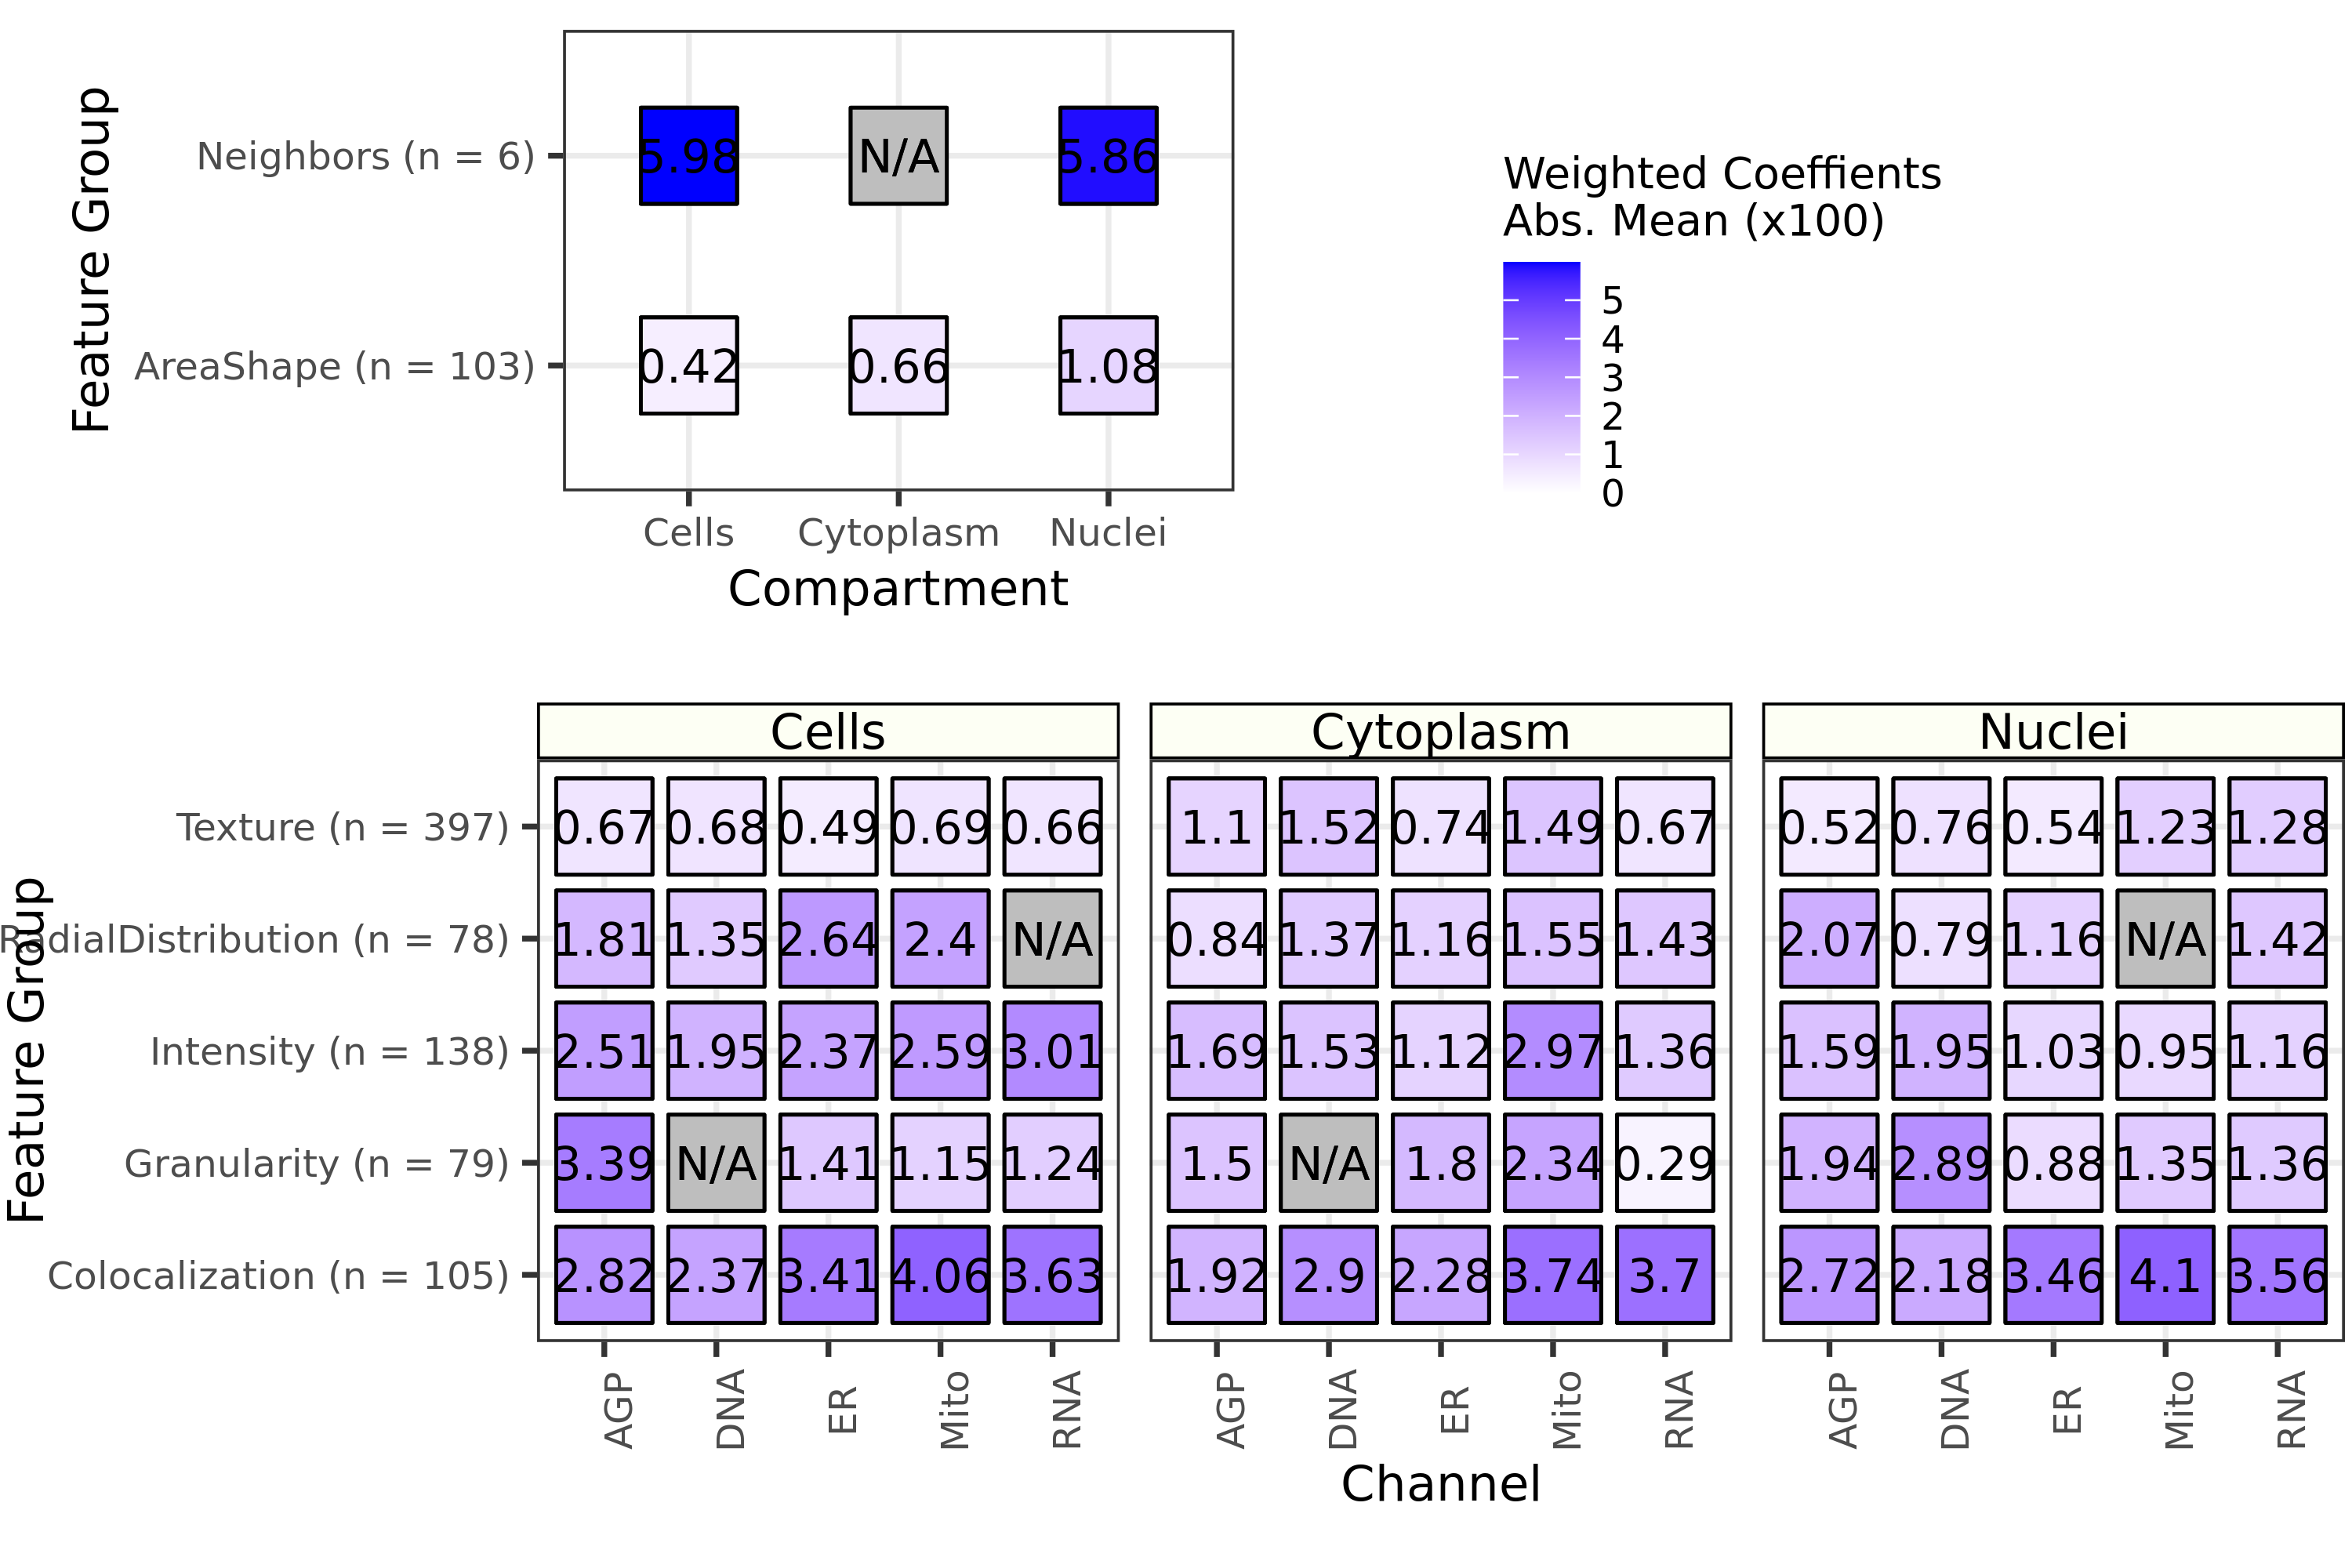 Feature Group
Neighbors (n = 6)
5.98 N/A 5.86
AreaShape (n = 103)
0.42 0.66 1.08
Cells Cytoplasm Nuclei
Compartment
Weighted Coeffients
Abs. Mean (x100)
5
4
3
2
1
0
Cells Cytoplasm Nuclei
Feature Group
Texture (n = 397) 0.67 0.68 0.49 0.69 0.66 1.1 1.52 0.74 1.49 0.67 0.52 0.76 0.54 1.23 1.28
RadialDistribution (n = 78) 1.81 1.35 2.64 2.4 N/A 0.84 1.37 1.16 1.55 1.43 2.07 0.79 1.16 N/A 1.42
Intensity (n = 138) 2.51 1.95 2.37 2.59 3.01 1.69 1.53 1.12 2.97 1.36 1.59 1.95 1.03 0.95 1.16
Granularity (n = 79) 3.39 N/A 1.41 1.15 1.24 1.5 N/A 1.8 2.34 0.29 1.94 2.89 0.88 1.35 1.36
Colocalization (n = 105) 2.82 2.37 3.41 4.06 3.63 1.92 2.9 2.28 3.74 3.7 2.72 2.18 3.46 4.1 3.56
AGP DNA ER Mito RNA AGP DNA ER Mito RNA AGP DNA ER Mito RNA
Channel